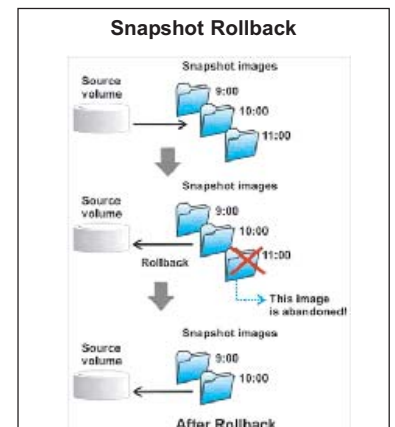 Snapshot Rollback
Snapshot images
Source
volume
9:00
10:00
11:00
Snapshot images
Source
volume
9:00
10:00
11:00
Rollback
This image
is abandoned!
Snapshot images
Source
volume
9:00
10:00
After Rollback